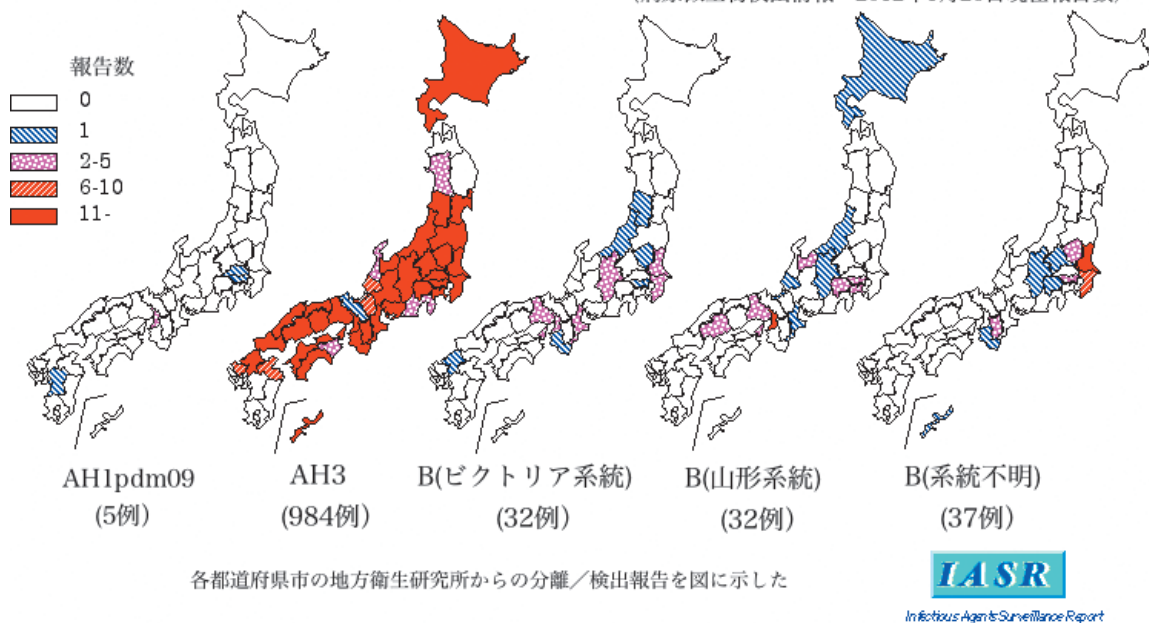 報告数
0
1
2-5
6-10
11-
AH1pdm09
(5例)
AH3
(984例)
B(ビクトリア系統)
(32例)
B(山形系統)
(32例)
B(系統不明)
(37例)
各都道府県市の地方衛生研究所からの分離／検出報告を図に示した
IASR
Infectious Agents Surveillance Report